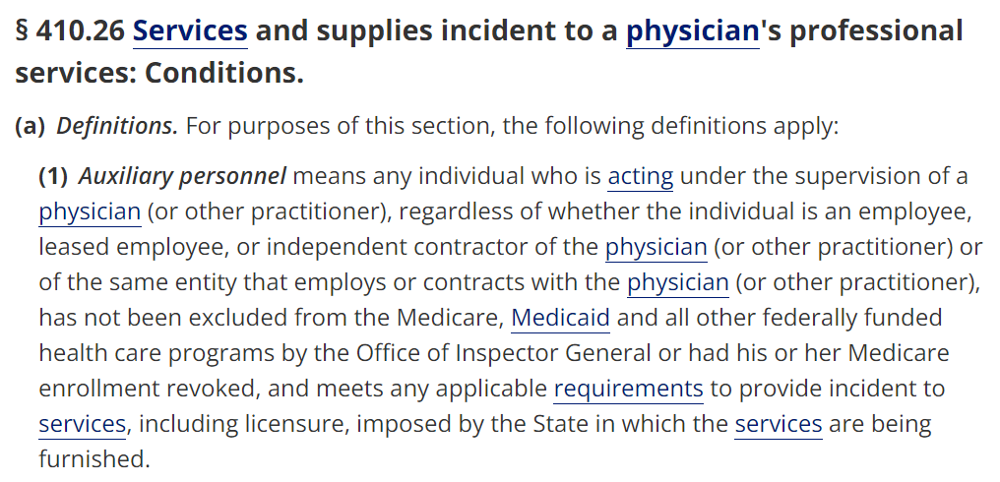 § 410.26 Services and supplies incident to a physician's professional
services: Conditions.
(a) Definitions. For purposes of this section, the following definitions apply:
(1) Auxiliary personnel means any individual who is acting under the supervision of a
physician (or other practitioner), regardless of whether the individual is an employee,
leased employee, or independent contractor of the physician (or other practitioner) or
of the same entity that employs or contracts with the physician (or other practitioner),
has not been excluded from the Medicare, Medicaid and all other federally funded
health care programs by the Office of Inspector General or had his or her Medicare
enrollment revoked, and meets any applicable requirements to provide incident to
services, including licensure, imposed by the State in which the services are being
furnished.